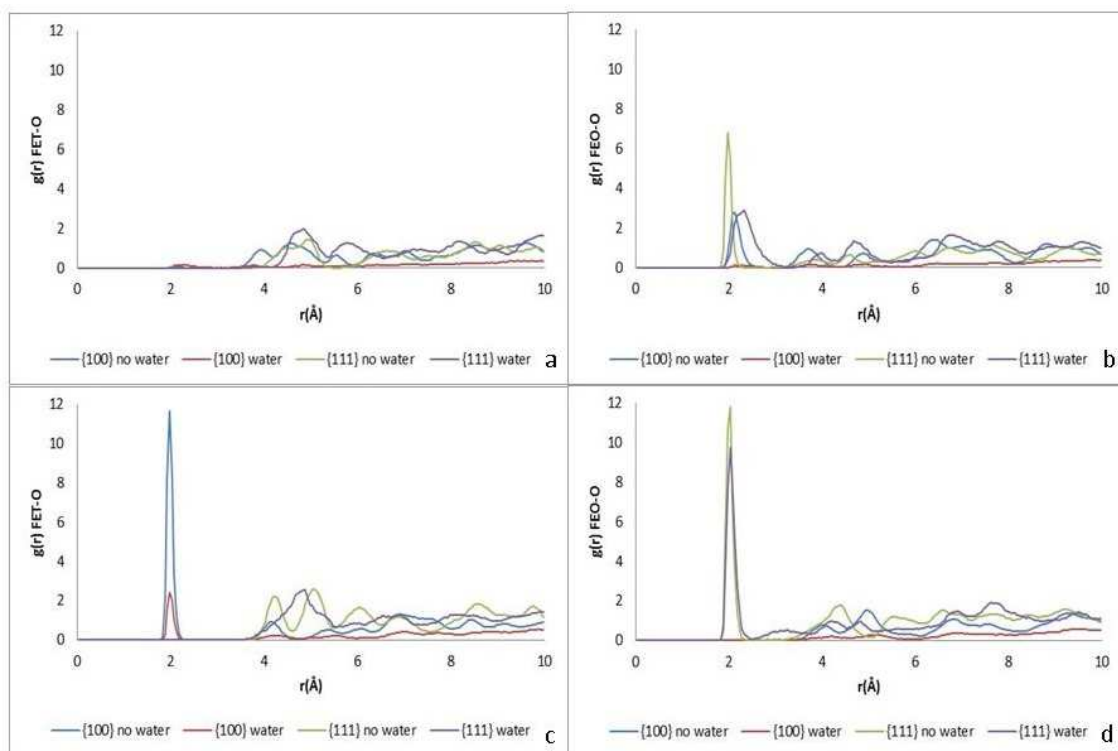 12
10
8
6
4
2
0
g(r) FET-O
0 2 4 6 8 10
r(Å)
{100} no water {100} water {111} no water {111} water a
12
10
8
6
4
2
0
g(r) FEO-O
0 2 4 6 8 10
r(Å)
{100} no water {100} water {111} no water {111} water b
12
10
8
6
4
2
0
g(r) FET-O
0 2 4 6 8 10
r(Å)
{100} no water {100} water {111} no water {111} water c
12
10
8
6
4
2
0
g(r) FEO-O
0 2 4 6 8 10
r(Å)
{100} no water {100} water {111} no water {111} water d